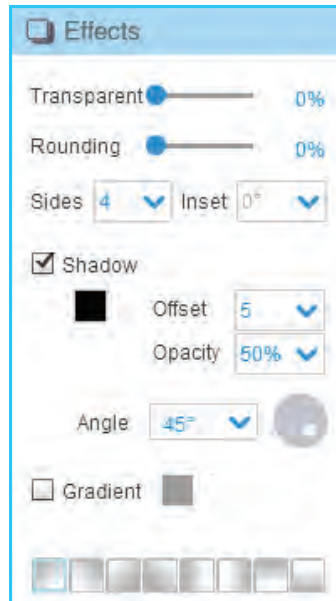 Effects
Transparent 0%
Rounding 0%
Sides 4 Inset 0°
Shadow
Offset 5
Opacity 50%
Angle 45°
Gradient